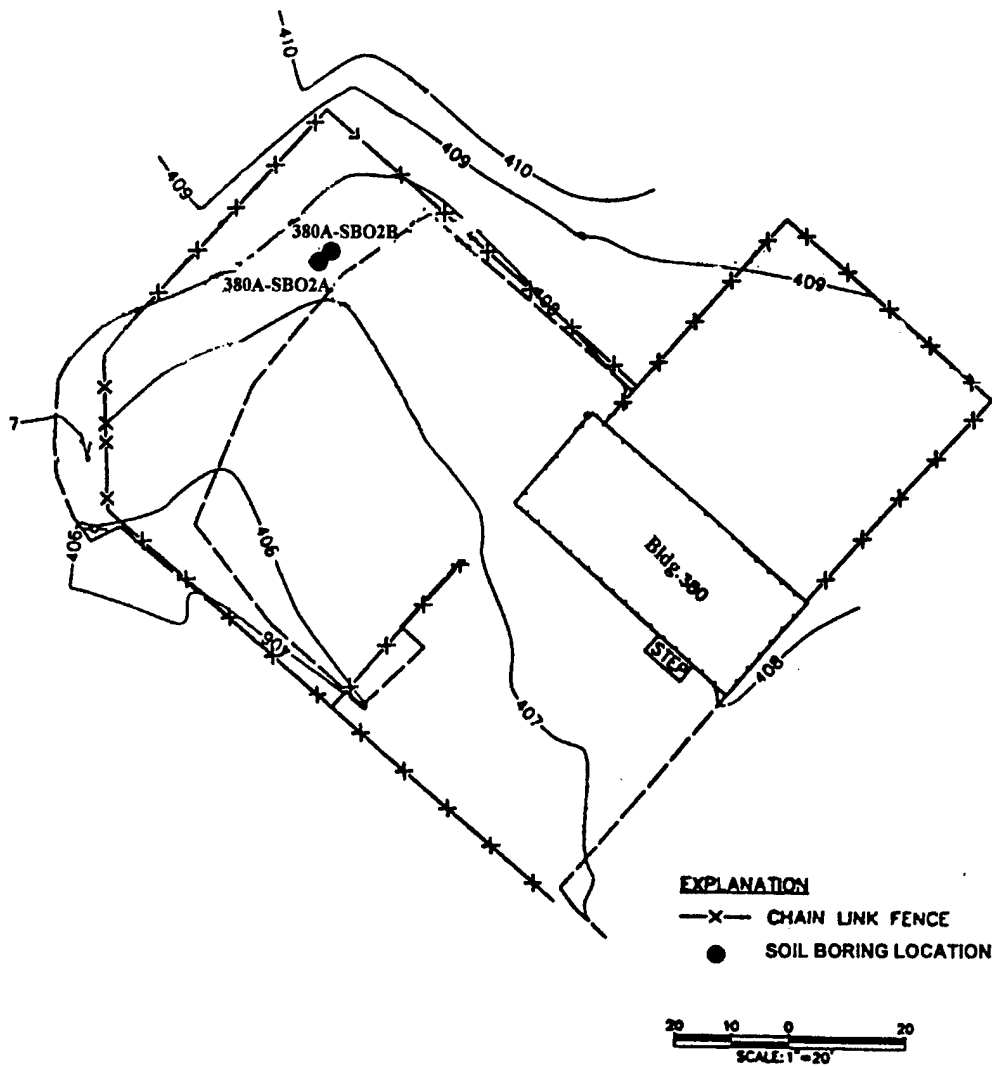 410
409
409
410
380A-SBO2B
380A-SBO2A
408
409
7
406
406
Bldg. 380
STEP
408
407
EXPLANATION
—X— CHAIN LINK FENCE
SOIL BORING LOCATION
20 10 0 20
SCALE: 1"=20'